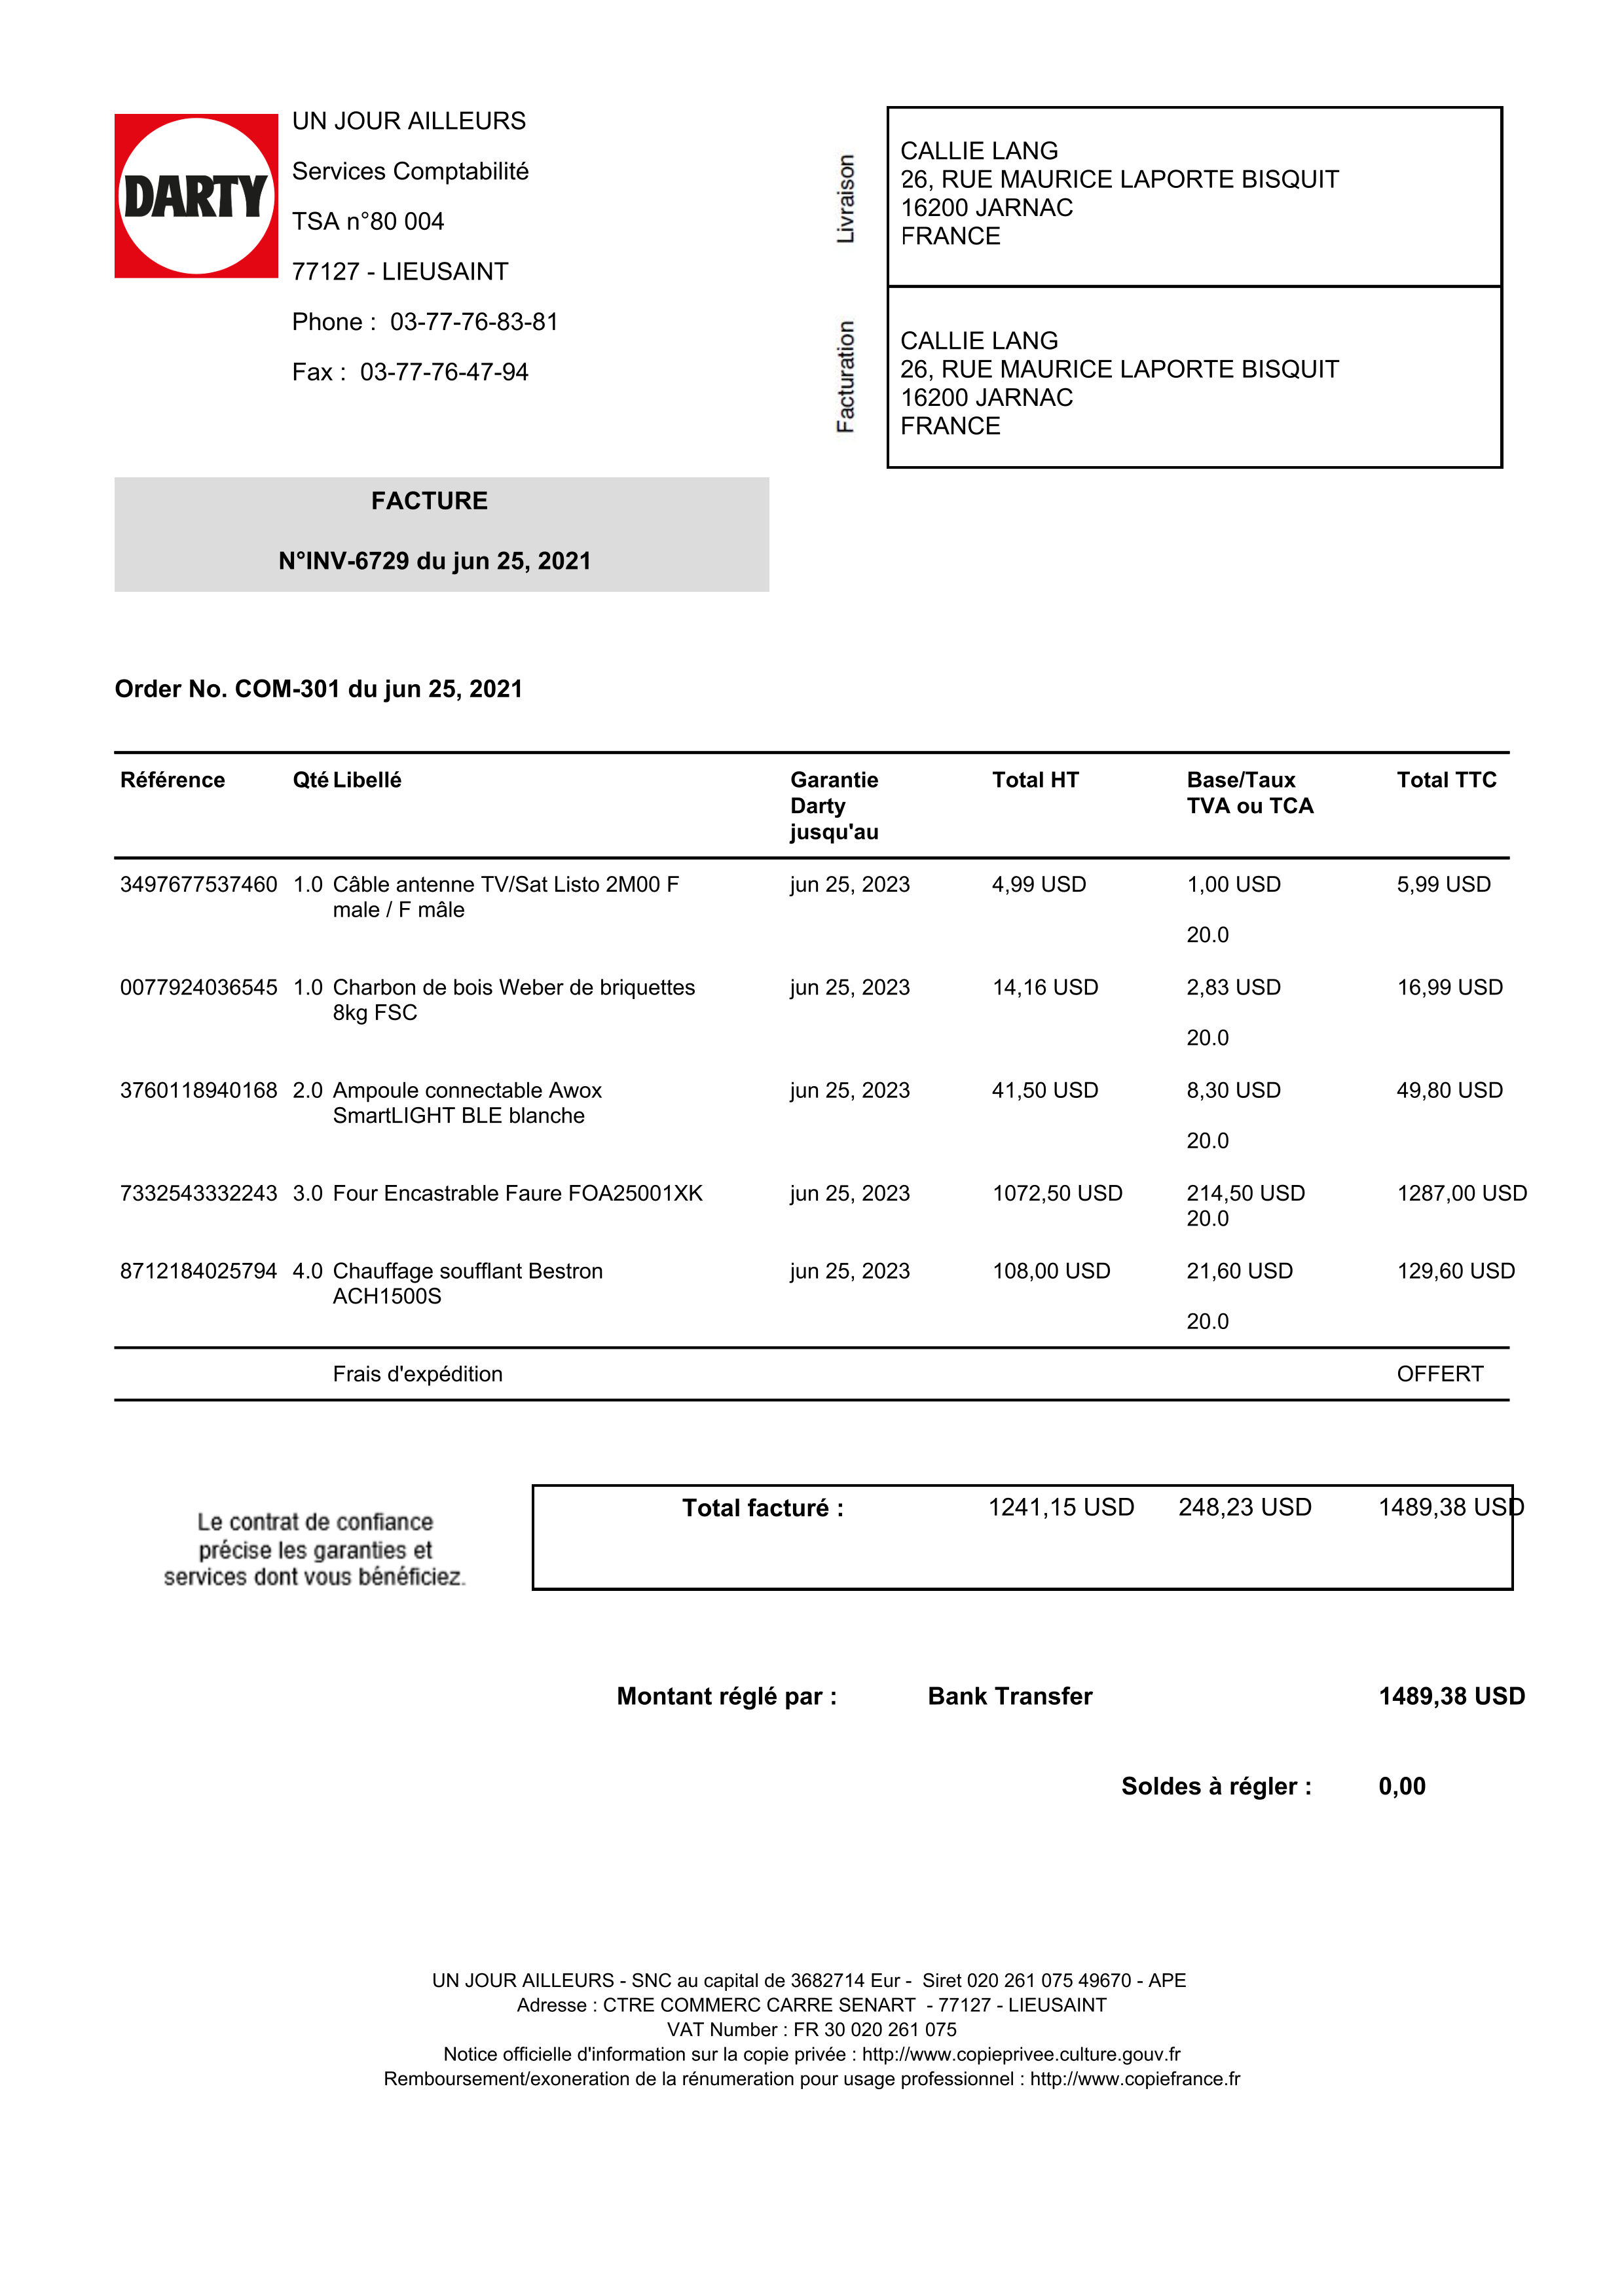 DARTY
UN JOUR AILLEURS
Services Comptabilité
TSA n°80 004
77127 - LIEUSAINT
Phone : 03-77-76-83-81
Fax : 03-77-76-47-94
Livraison
CALLIE LANG
26, RUE MAURICE LAPORTE BISQUIT
16200 JARNAC
FRANCE
Facturation
CALLIE LANG
26, RUE MAURICE LAPORTE BISQUIT
16200 JARNAC
FRANCE
FACTURE
N°INV-6729 du jun 25, 2021
Order No. COM-301 du jun 25, 2021
Référence Qté Libellé Garantie Total HT Base/Taux Total TTC
Darty TVA ou TCA
jusqu'au
3497677537460 1.0 Câble antenne TV/Sat Listo 2M00 F jun 25, 2023 4,99 USD 1,00 USD 5,99 USD
male / F mâle
20.0
0077924036545 1.0 Charbon de bois Weber de briquettes jun 25, 2023 14,16 USD 2,83 USD 16,99 USD
8kg FSC
20.0
3760118940168 2.0 Ampoule connectable Awox jun 25, 2023 41,50 USD 8,30 USD 49,80 USD
SmartLIGHT BLE blanche
20.0
7332543332243 3.0 Four Encastrable Faure FOA25001XK jun 25, 2023 1072,50 USD 214,50 USD 1287,00 USD
20.0
8712184025794 4.0 Chauffage soufflant Bestron jun 25, 2023 108,00 USD 21,60 USD 129,60 USD
ACH1500S
20.0
Frais d'expédition OFFERT
Le contrat de confiance
précise les garanties et
services dont vous bénéficiez.
Total facturé : 1241,15 USD 248,23 USD 1489,38 USD
Montant réglé par : Bank Transfer 1489,38 USD
Soldes à régler : 0,00
UN JOUR AILLEURS - SNC au capital de 3682714 Eur - Siret 020 261 075 49670 - APE
Adresse : CTRE COMMERC CARRE SENART - 77127 - LIEUSAINT
VAT Number : FR 30 020 261 075
Notice officielle d'information sur la copie privée : http://www.copieprivee.culture.gouv.fr
Remboursement/exoneration de la rénumeration pour usage professionnel : http://www.copiefrance.fr